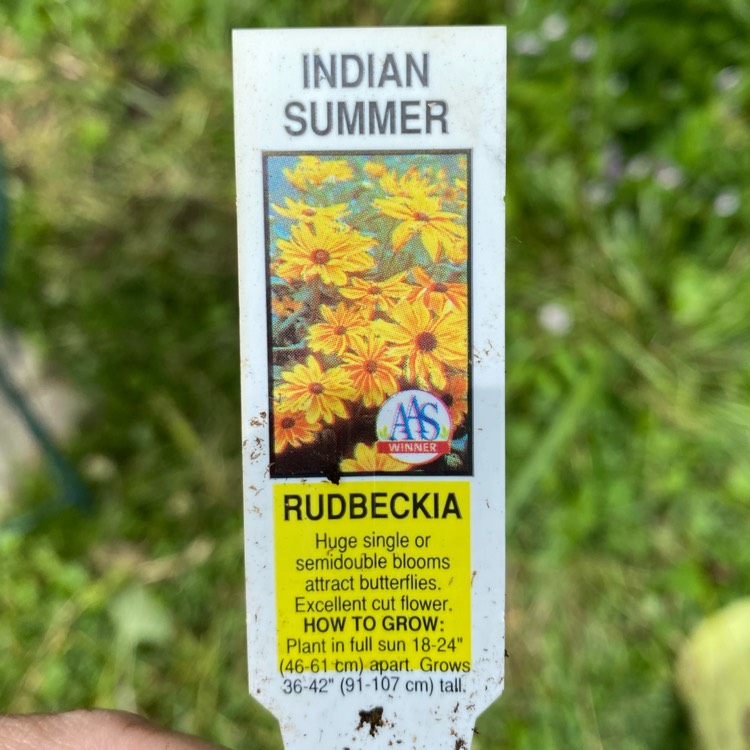 INDIAN
SUMMER
AAS
WINNER
RUDBECKIA
Huge single or
semidouble blooms
attract butterflies.
Excellent cut flower.
HOW TO GROW:
Plant in full sun 18-24"
(46-61 cm) apart. Grows
36-42" (91-107 cm) tall.